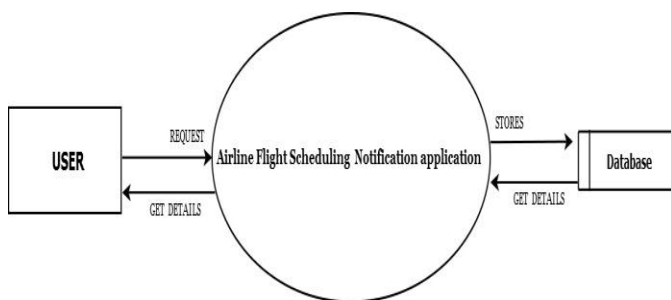 USER
REQUEST
GET DETAILS
Airline Flight Scheduling Notification application
STORES
GET DETAILS
Database